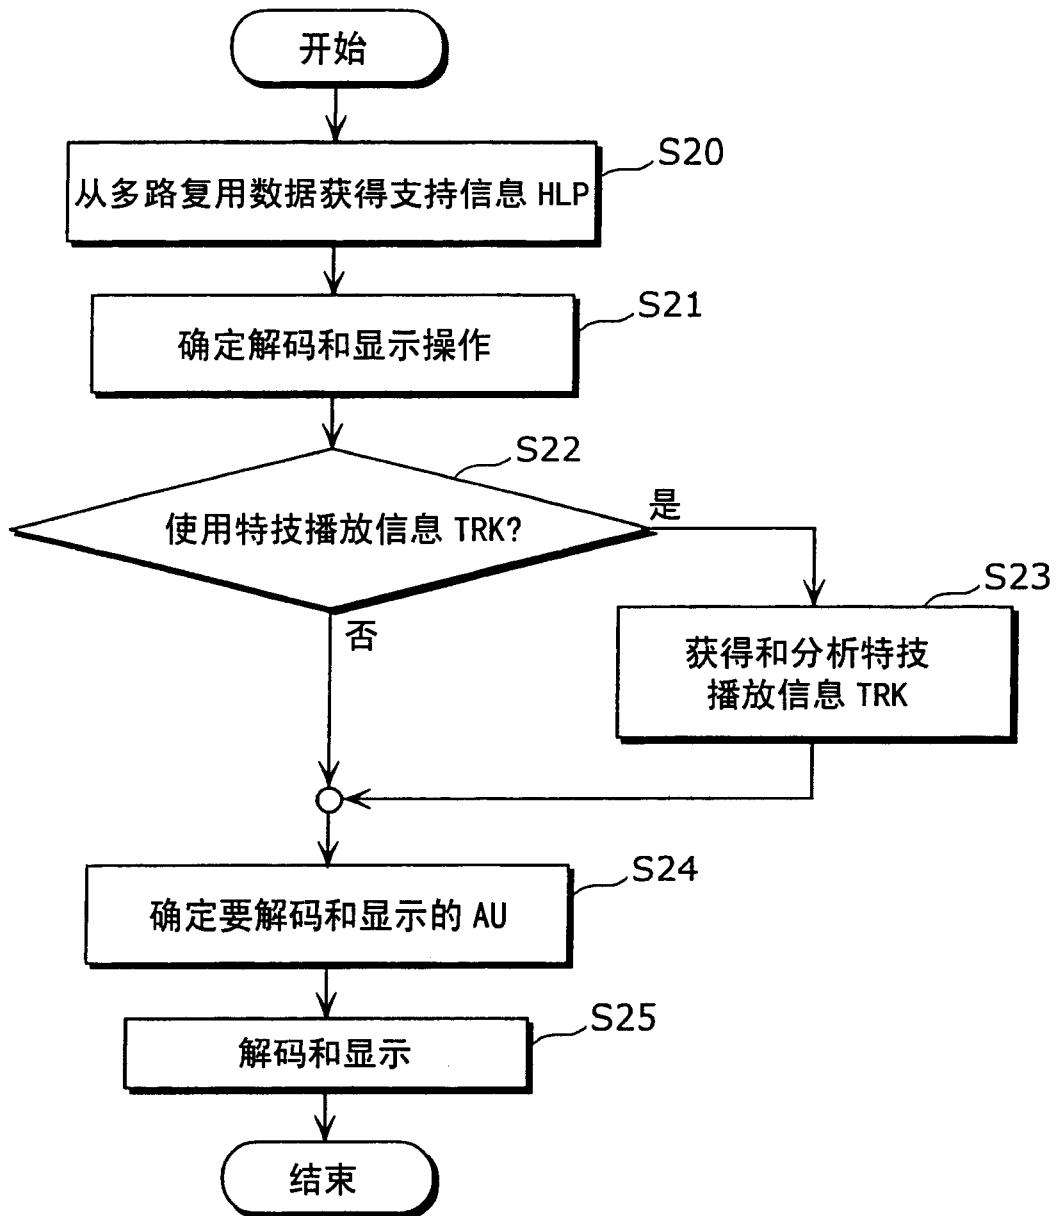 开始
S20
从多路复用数据获得支持信息 HLP
S21
确定解码和显示操作
S22
使用特技播放信息 TRK?
是
S23
否
获得和分析特技
播放信息 TRK
S24
确定要解码和显示的 AU
S25
解码和显示
结束